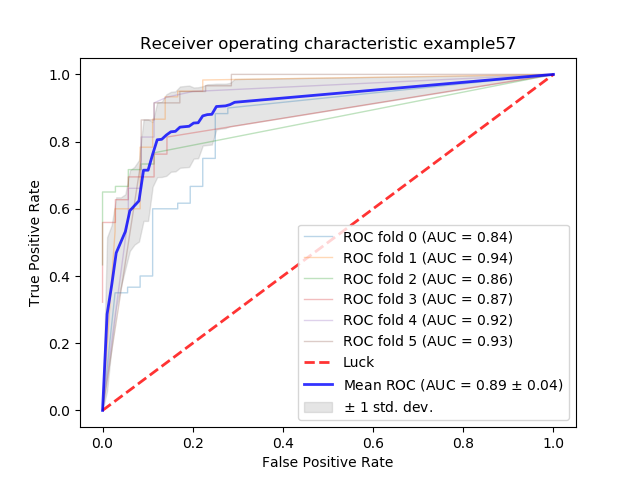 Receiver operating characteristic example57
1.0
0.8
0.6
0.4
0.2
0.0
True Positive Rate
ROC fold 0 (AUC = 0.84)
ROC fold 1 (AUC = 0.94)
ROC fold 2 (AUC = 0.86)
ROC fold 3 (AUC = 0.87)
ROC fold 4 (AUC = 0.92)
ROC fold 5 (AUC = 0.93)
Luck
Mean ROC (AUC = 0.89 ± 0.04)
± 1 std. dev.
0.0 0.2 0.4 0.6 0.8 1.0
False Positive Rate